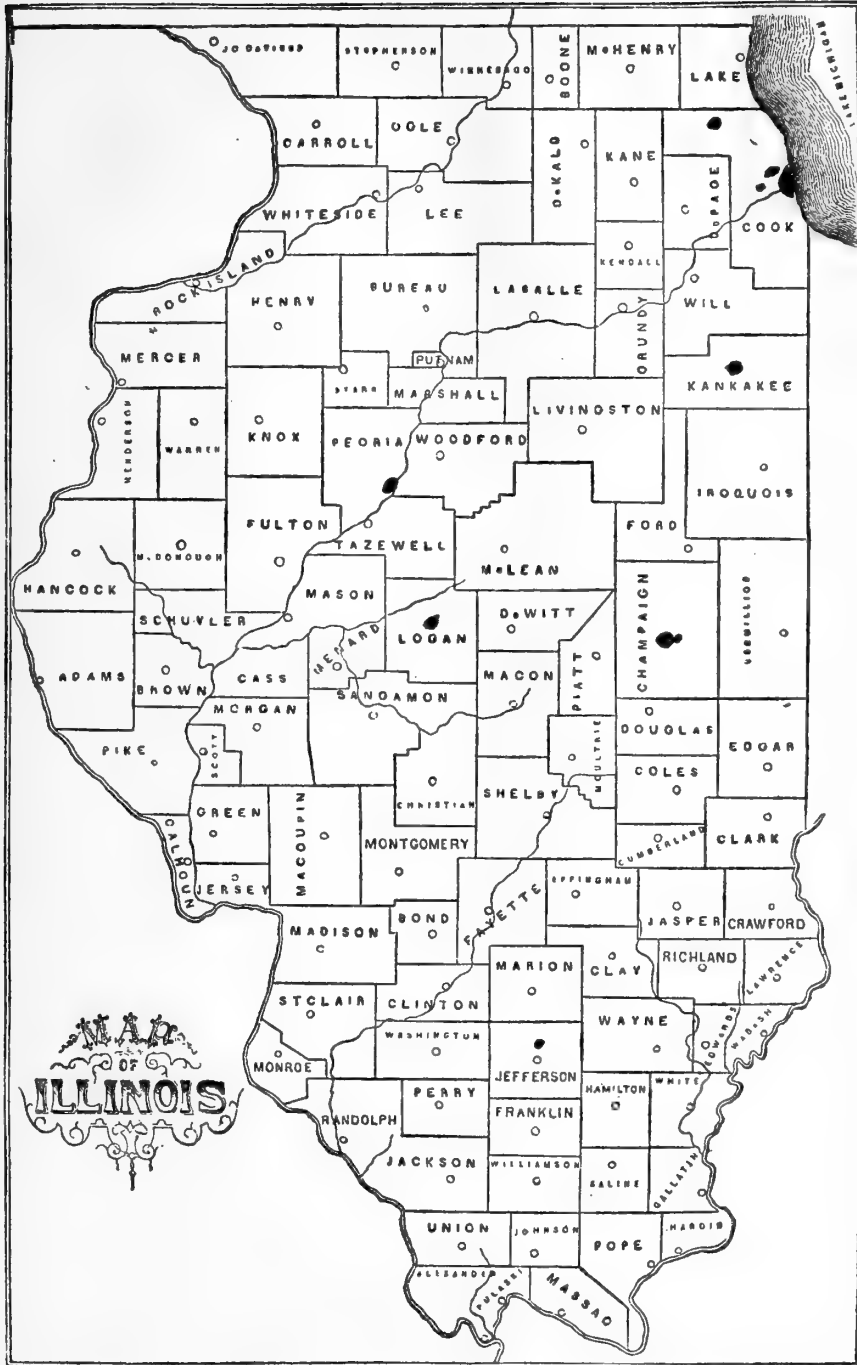 JO DAVIESS
STEPHENSON
WINNEBAGO
BOONE
McHENRY
LAKE
LAKE MICHIGAN
CARROLL
OGLE
DeKALB
KANE
DuPAGE
COOK
WHITESIDE
LEE
KENDALL
ROCK ISLAND
HENRY
BUREAU
LASALLE
GRUNDY
WILL
MERCER
PUTNAM
STARK
MARSHALL
KANKAKEE
HENDERSON
WARREN
KNOX
PEORIA
WOODFORD
LIVINGSTON
IROQUOIS
FULTON
TAZEWELL
McLEAN
FORD
HANCOCK
McDONOUGH
MASON
SCHUYLER
MENARD
LOGAN
DeWITT
CHAMPAIGN
VERMILLION
ADAMS
BROWN
CASS
MORGAN
SANGAMON
MACON
PIATT
PIKE
SCOTT
DOUGLAS
EDGAR
MOULTRIE
COLES
GREEN
MACOUPIN
CHRISTIAN
SHELBY
CUMBERLAND
CLARK
CALHOUN
JERSEY
MONTGOMERY
EFFINGHAM
FAYETTE
JASPER
CRAWFORD
MADISON
BOND
MARION
CLAY
RICHLAND
LAWRENCE
ST CLAIR
CLINTON
WAYNE
EDWARDS
WABASH
WASHINGTON
MONROE
JEFFERSON
HAMILTON
WHITE
RANDOLPH
PERRY
FRANKLIN
JACKSON
WILLIAMSON
SALINE
GALLATIN
UNION
JOHNSON
POPE
HARDIN
ALEXANDER
PULASKI
MASSAC
MAP
OF
ILLINOIS